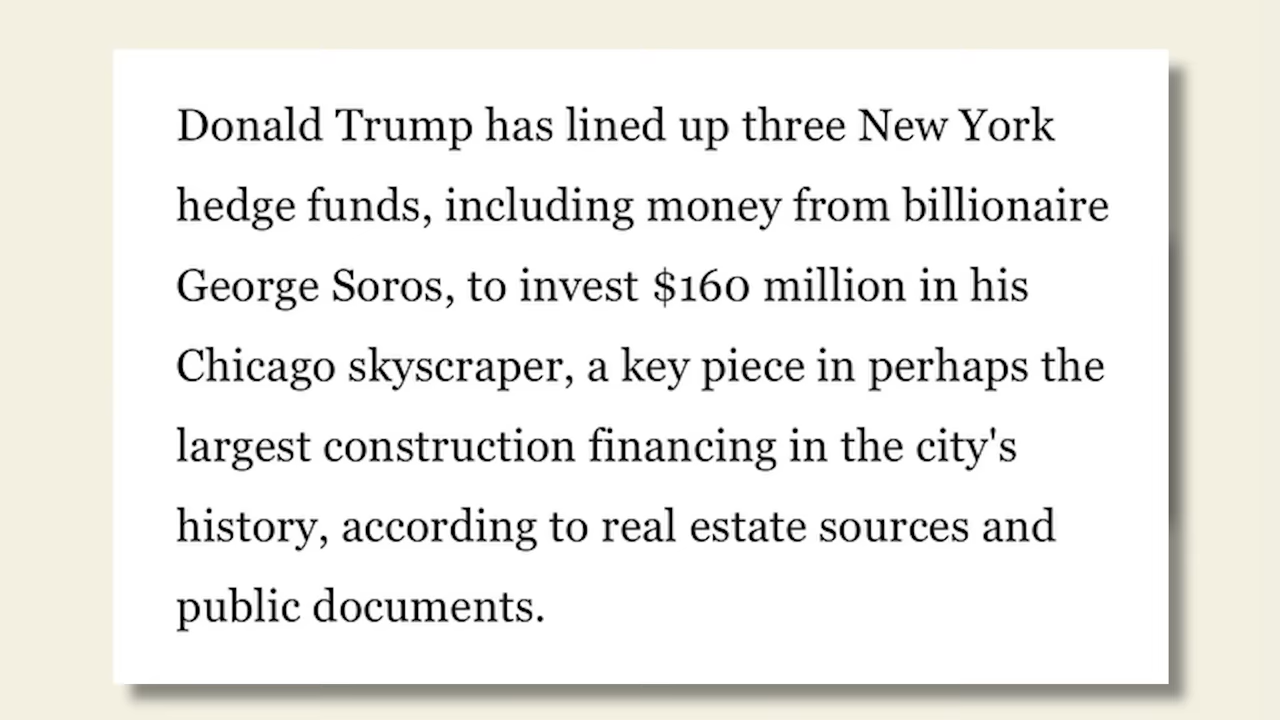 Donald Trump has lined up three New York
hedge funds, including money from billionaire
George Soros, to invest $160 million in his
Chicago skyscraper, a key piece in perhaps the
largest construction financing in the city's
history, according to real estate sources and
public documents.